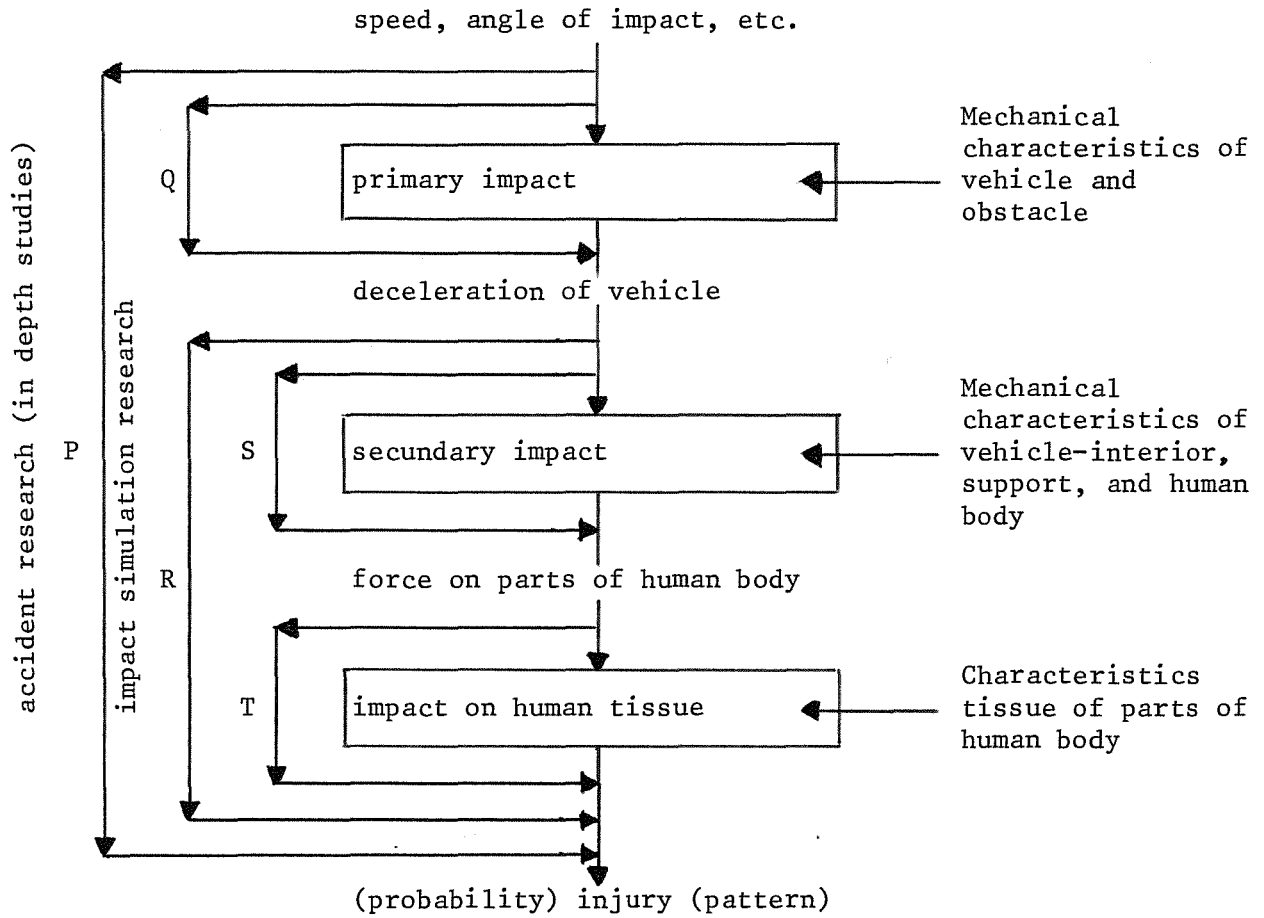 speed, angle of impact, etc.
accident research (in depth studies)
P
impact simulation research
Q
primary impact
Mechanical
characteristics of
vehicle and
obstacle
deceleration of vehicle
R
S
secundary impact
Mechanical
characteristics of
vehicle-interior,
support, and human
body
force on parts of human body
T
impact on human tissue
Characteristics
tissue of parts of
human body
(probability) injury (pattern)